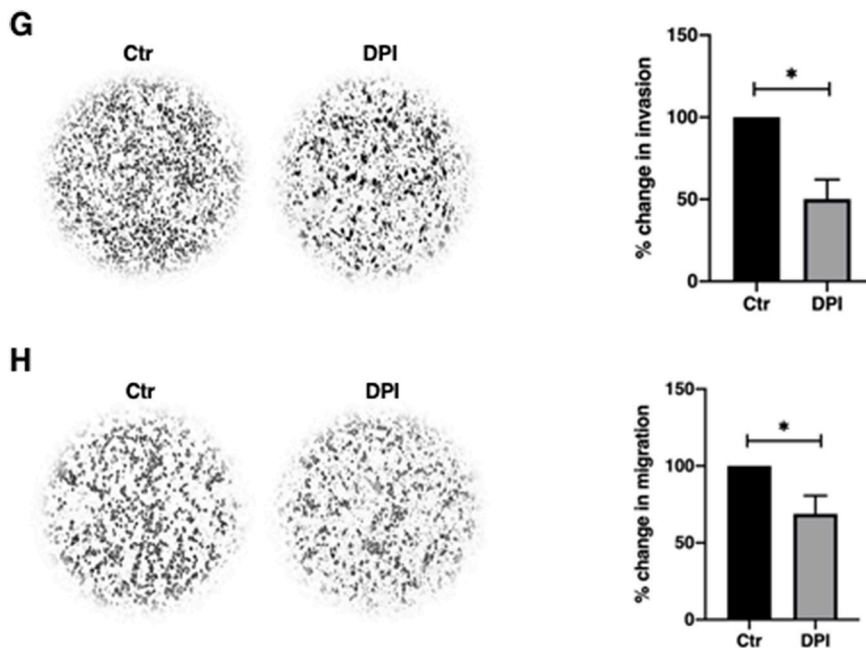 G
Ctr DPI
% change in invasion
150
100
50
0
*
Ctr DPI
H
Ctr DPI
% change in migration
150
100
50
0
*
Ctr DPI